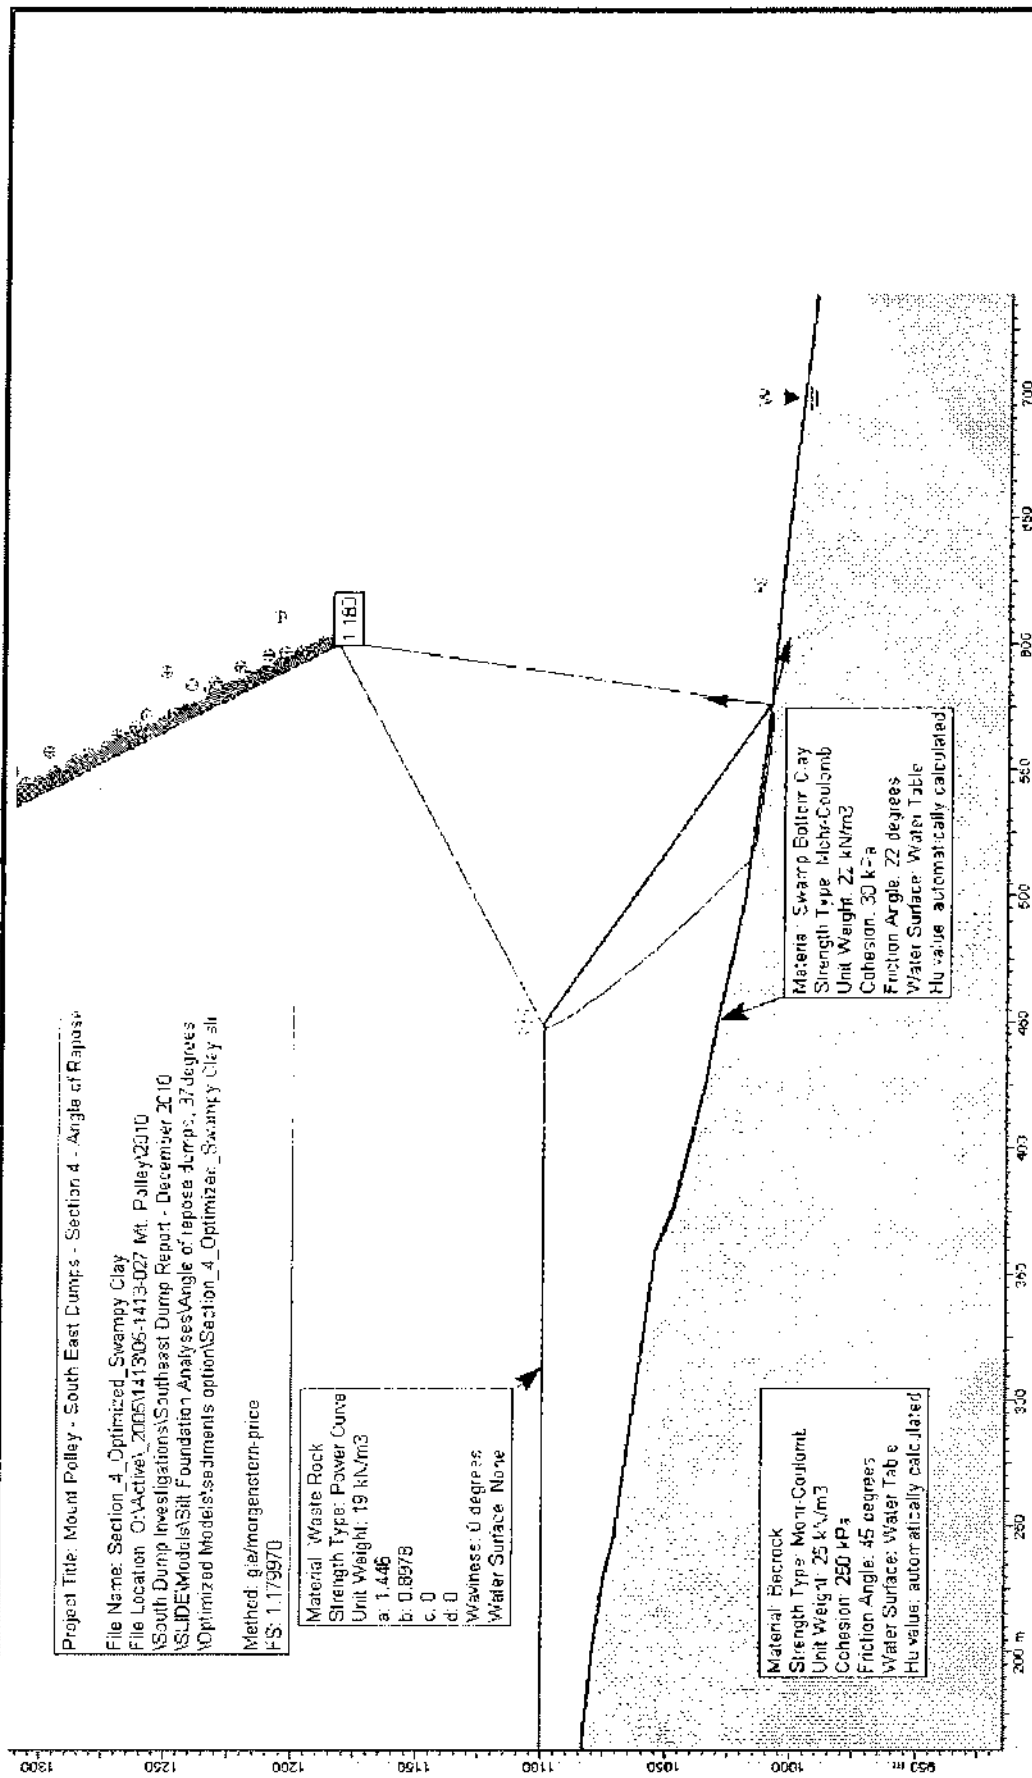 Project Title: Mount Polley - South East Dumps - Section 4 - Angle of Repose
File Name: Section_4_Optimized_Swampy Clay
File Location: O:\Active\_2006\1413\06-1413-027 Mt. Polley\2010
\South Dump Investigations\Southeast Dump Report - December 2010
\SLIDE\Models\Silt Foundation Analyses\Angle of repose dumps, 37degrees
\Optimized Models\sediments option\Section_4_Optimized_Swampy Clay.sli
Method: gle/morgenstern-price
FS: 1.179970
Material: Waste Rock
Strength Type: Power Curve
Unit Weight: 19 kN/m3
a: 1.446
b: 0.8978
c: 0
d: 0
Waviness: 0 degrees
Water Surface: None
1.180
Material: Swamp Bottom Clay
Strength Type: Mohr-Coulomb
Unit Weight: 22 kN/m3
Cohesion: 30 kPa
Friction Angle: 22 degrees
Water Surface: Water Table
Hu value: automatically calculated
Material: Bedrock
Strength Type: Mohr-Coulomb
Unit Weight: 25 kN/m3
Cohesion: 250 kPa
Friction Angle: 45 degrees
Water Surface: Water Table
Hu value: automatically calculated
W
1300
1250
1200
1150
1100
1050
1000
950 m
200 m
300
350
400
450
500
550
600
650
700